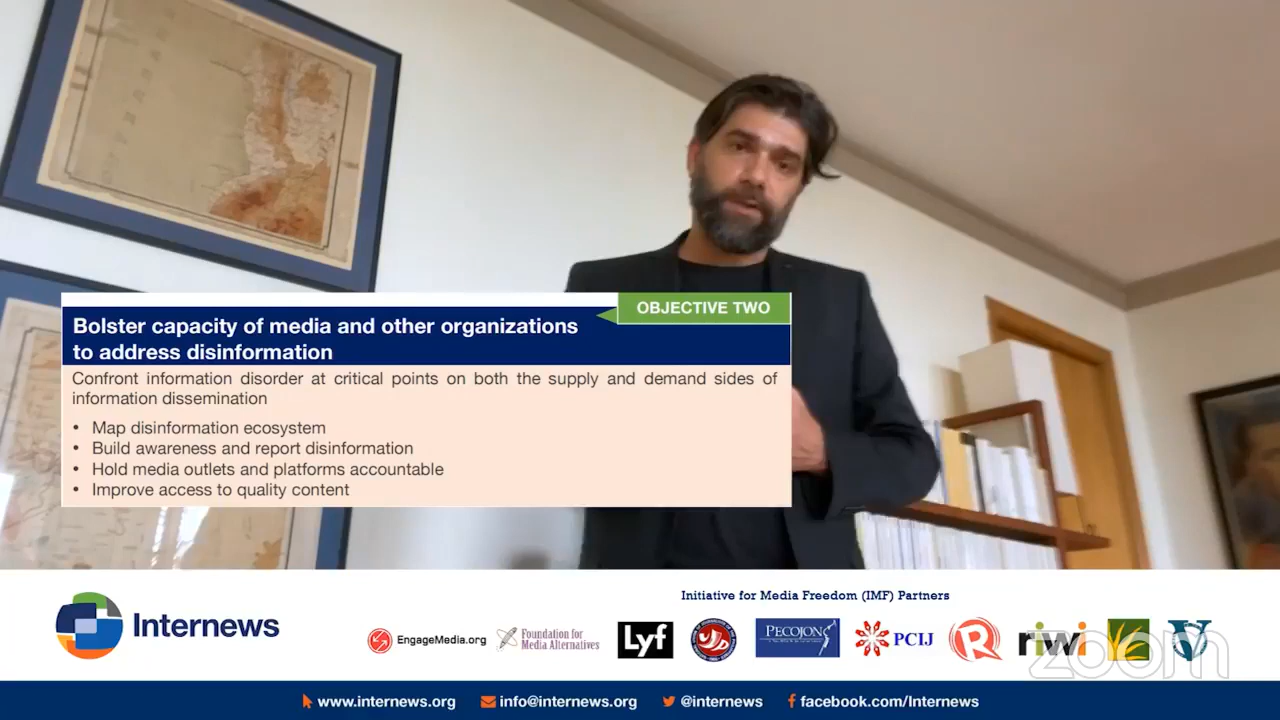 OBJECTIVE TWO
Bolster capacity of media and other organizations
to address disinformation
Confront information disorder at critical points on both the supply and demand sides of
information dissemination
• Map disinformation ecosystem
• Build awareness and report disinformation
• Hold media outlets and platforms accountable
• Improve access to quality content
Initiative for Media Freedom (IMF) Partners
Internews
EngageMedia.org
Foundation for
Media Alternatives
Lyf
PECOJON
PCIJ
R
riwi
V
zoom
www.internews.org
info@internews.org
@internews
facebook.com/Internews